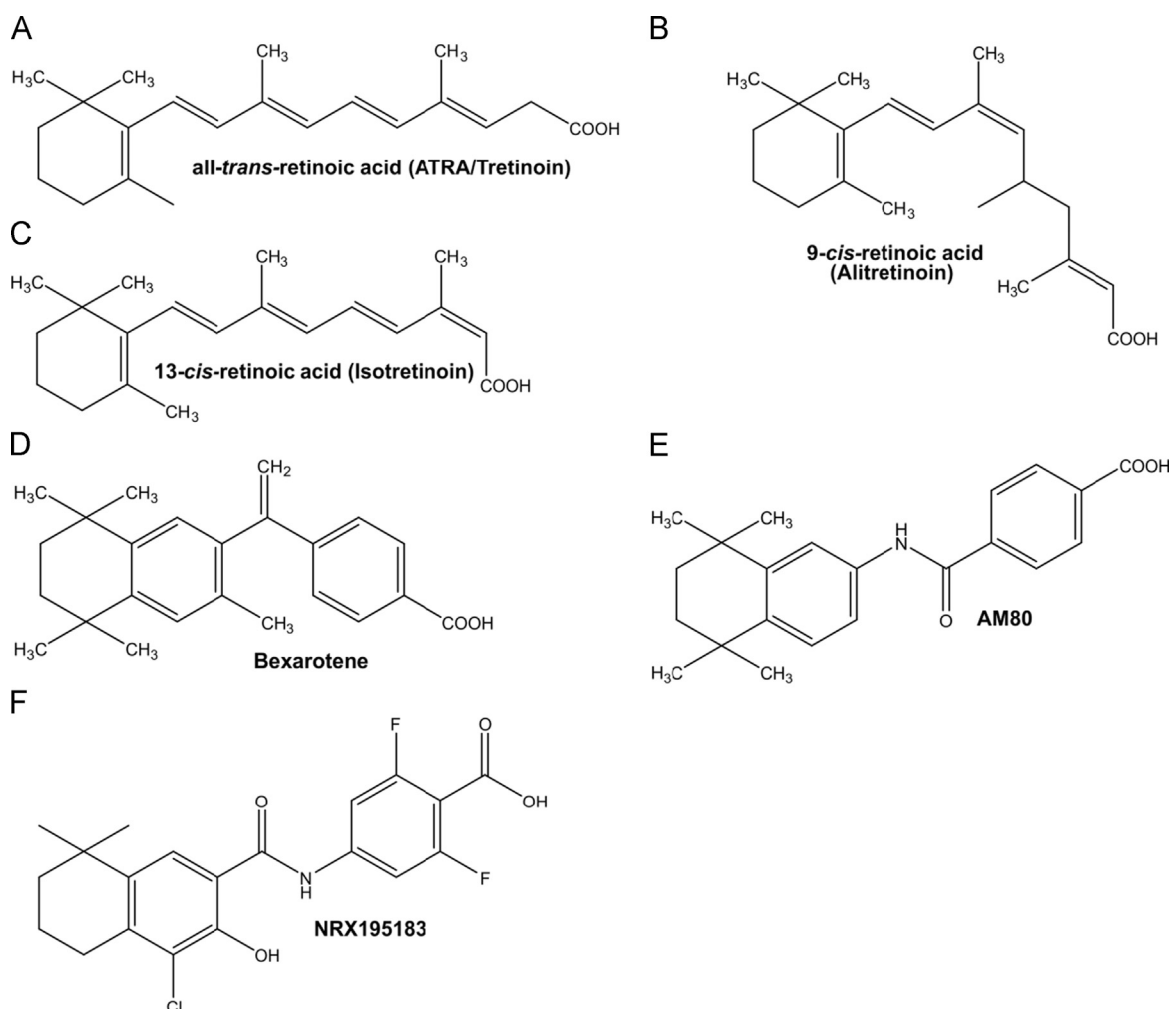 A
B
CH₃
CH₃
H₃C
CH₃
COOH
all-trans-retinoic acid (ATRA/Tretinoin)
CH₃
H₃C
CH₃
CH₃
9-cis-retinoic acid
(Alitretinoin)
H₃C
COOH
C
CH₃
CH₃
H₃C
CH₃
13-cis-retinoic acid (Isotretinoin)
CH₃
COOH
D
CH₂
H₃C
CH₃
CH₃
COOH
H₃C
CH₃
Bexarotene
E
COOH
H₃C
CH₃
H
N
O
AM80
H₃C
CH₃
F
F
O
OH
O
N
H
F
NRX195183
OH
Cl